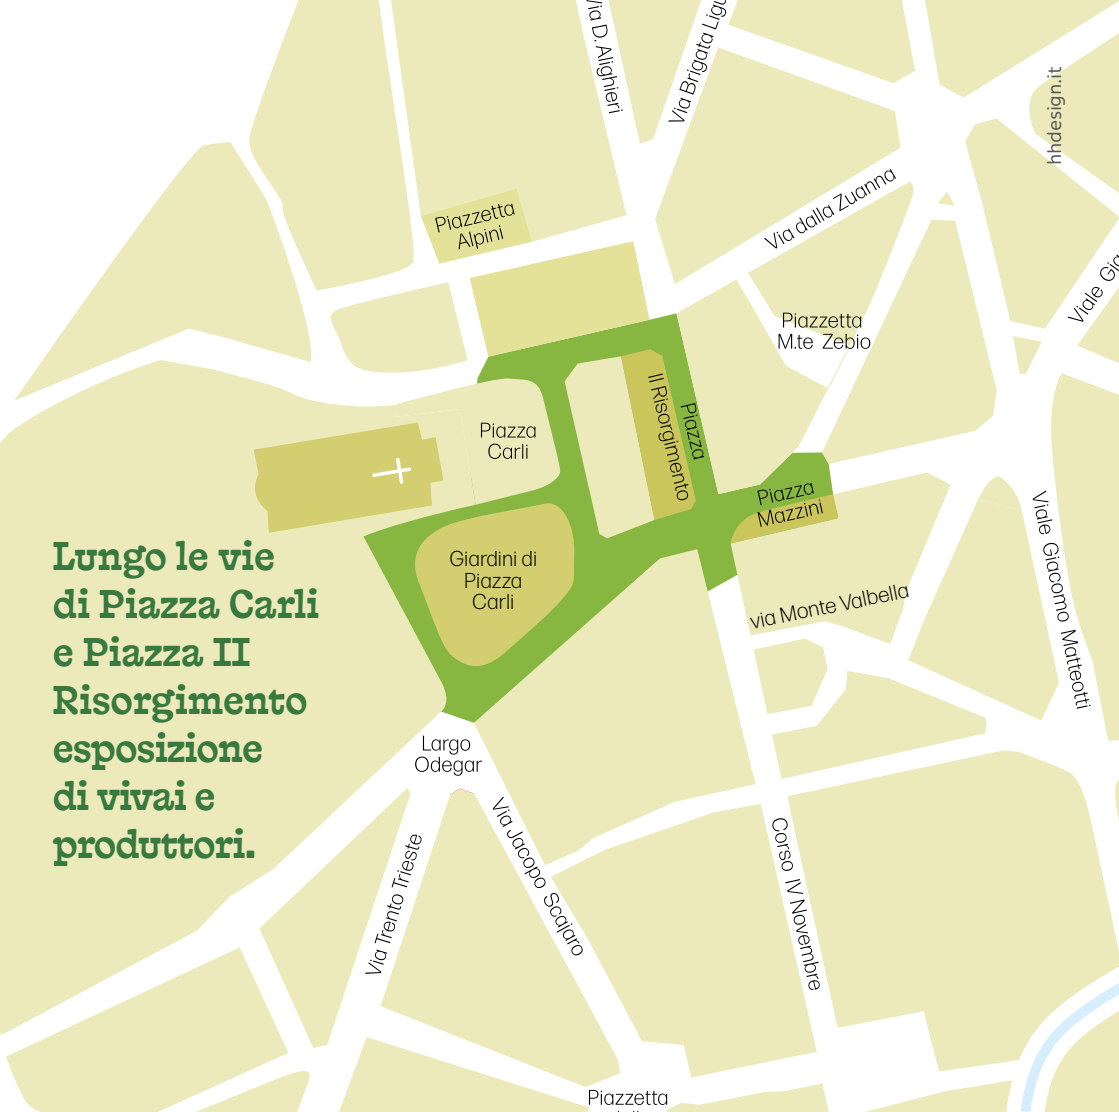 Via D. Alighieri
Via Brigata
hhdesign.it
Piazzetta
Alpini
Via dalla Zuanna
Viale
Piazzetta
M.te Zebio
Piazza
Carli
II Risorgimento
Piazza
Piazza
Mazzini
Giardini di
Piazza
Carli
via Monte Valbella
Viale Giacomo Matteotti
Lungo le vie
di Piazza Carli
e Piazza II
Risorgimento
esposizione
di vivai e
produttori.
Largo
Odegar
Via Trento Trieste
Via Jacopo Scajaro
Corso IV Novembre
Piazzetta